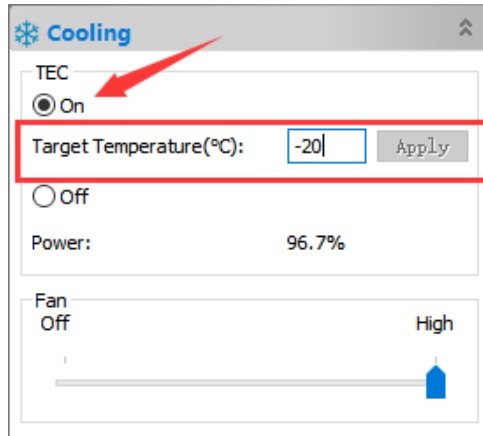 Cooling
TEC
On
Target Temperature(°C): -20 Apply
Off
Power: 96.7%
Fan
Off High